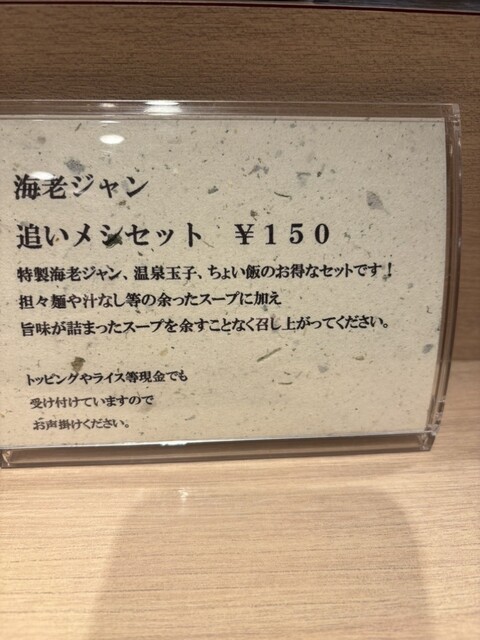 海老ジャン
追いメシセット ￥150
特製海老ジャン、温泉玉子、ちょい飯のお得なセットです！
担々麺や汁なし等の余ったスープに加え
旨味が詰まったスープを余すことなく召し上がってください。
トッピングやライス等現金でも
受け付けていますので
お声掛けください。